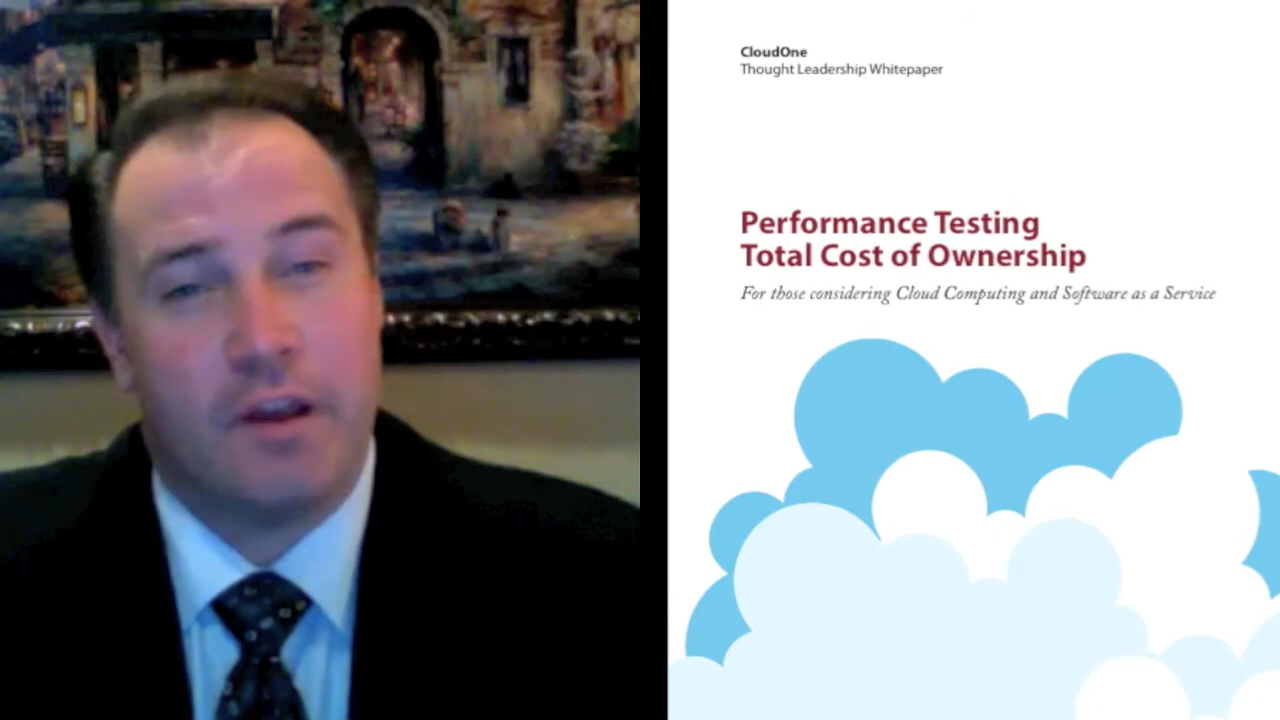 CloudOne
Thought Leadership Whitepaper
Performance Testing
Total Cost of Ownership
For those considering Cloud Computing and Software as a Service